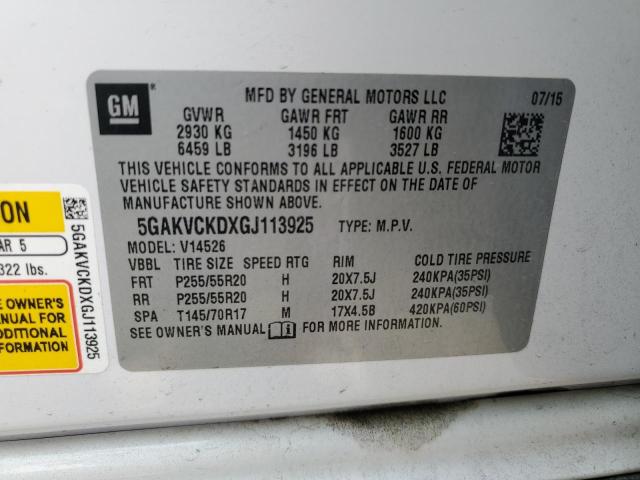 GM
MFD BY GENERAL MOTORS LLC 07/15
GVWR GAWR FRT GAWR RR
2930 KG 1450 KG 1600 KG
6459 LB 3196 LB 3527 LB
THIS VEHICLE CONFORMS TO ALL APPLICABLE U.S. FEDERAL MOTOR
VEHICLE SAFETY STANDARDS IN EFFECT ON THE DATE OF
MANUFACTURE SHOWN ABOVE.
5GAKVCKDXGJ113925 TYPE: M.P.V.
MODEL: V14526
VBBL TIRE SIZE SPEED RTG RIM COLD TIRE PRESSURE
FRT P255/55R20 H 20X7.5J 240KPA(35PSI)
RR P255/55R20 H 20X7.5J 240KPA(35PSI)
SPA T145/70R17 M 17X4.5B 420KPA(60PSI)
SEE OWNER'S MANUAL FOR MORE INFORMATION.
ON
AR 5
322 lbs.
E OWNER'S
MANUAL FOR
DDITIONAL
ORMATION
5GAKVCKDXGJ113925